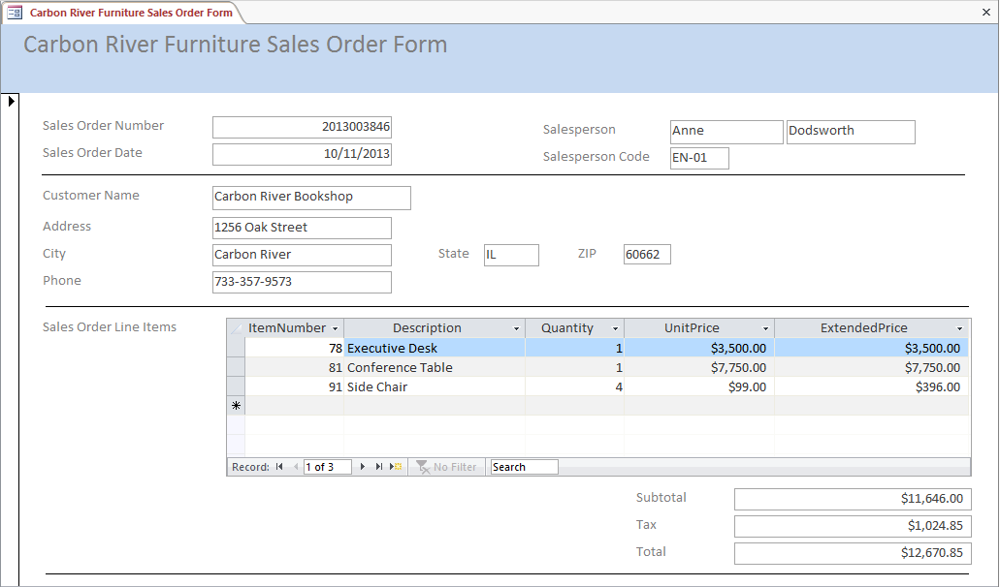 Carbon River Furniture Sales Order Form
Carbon River Furniture Sales Order Form
Sales Order Number 2013003846 Salesperson Anne Dodsworth
Sales Order Date 10/11/2013 Salesperson Code EN-01
Customer Name Carbon River Bookshop
Address 1256 Oak Street
City Carbon River State IL ZIP 60662
Phone 733-357-9573
Sales Order Line Items ItemNumber Description Quantity UnitPrice ExtendedPrice
78 Executive Desk 1 $3,500.00 $3,500.00
81 Conference Table 1 $7,750.00 $7,750.00
91 Side Chair 4 $99.00 $396.00
Record: 1 of 3 No Filter Search
Subtotal $11,646.00
Tax $1,024.85
Total $12,670.85